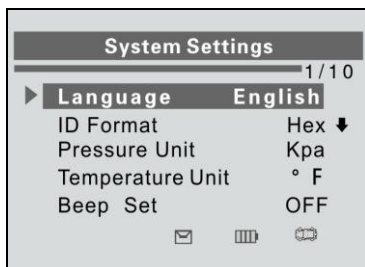 System Settings
1/10
Language English
ID Format Hex
Pressure Unit Kpa
Temperature Unit ° F
Beep Set OFF